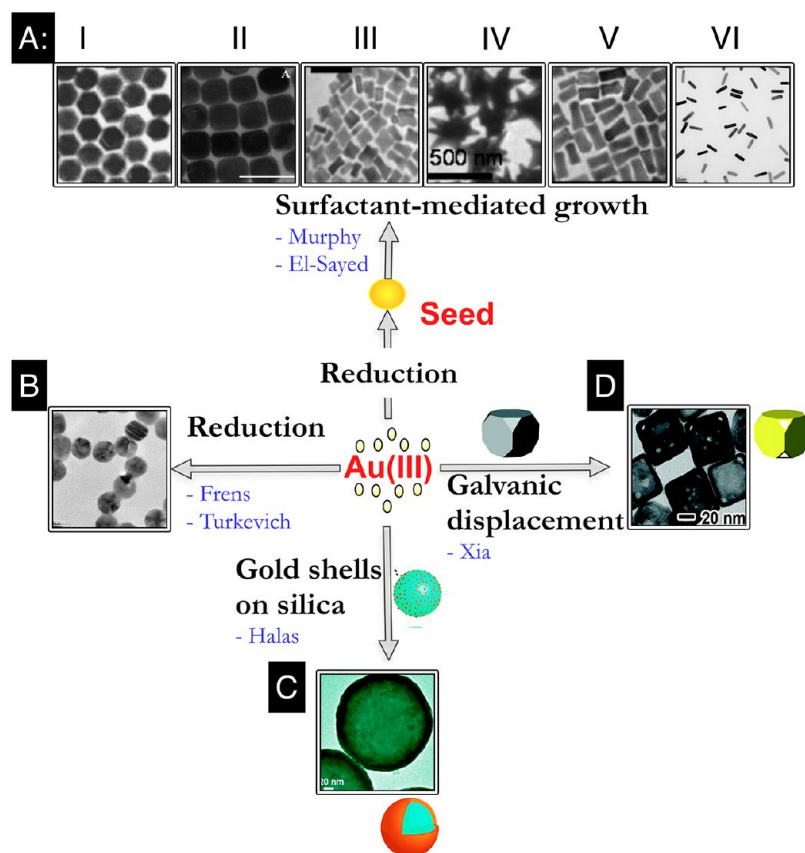 A: I II III IV V VI
A
500 nm
Surfactant-mediated growth
- Murphy
- El-Sayed
Seed
Reduction
B
D
Reduction
Au(III)
- Frens
- Turkevich
Galvanic
displacement
- Xia
20 nm
Gold shells
on silica
- Halas
C
20 nm